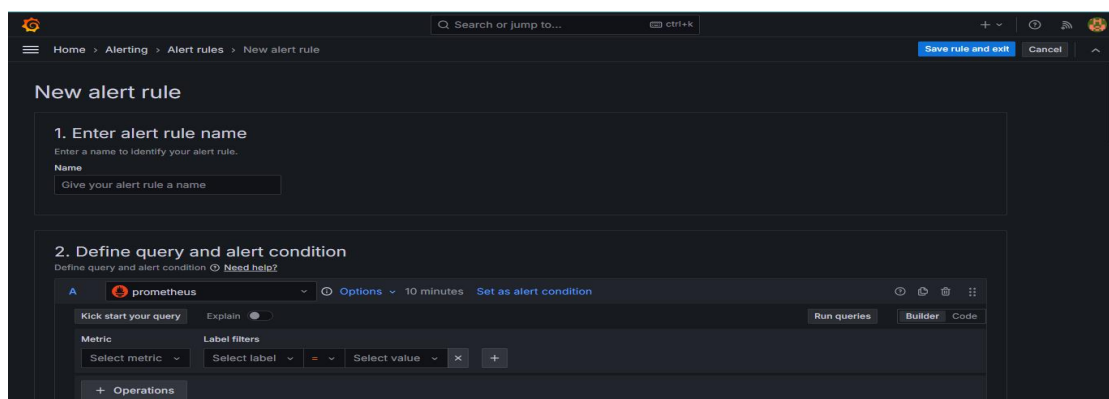 Search or jump to... ctrl+k
Home > Alerting > Alert rules > New alert rule Save rule and exit Cancel
New alert rule
1. Enter alert rule name
Enter a name to identify your alert rule.
Name
Give your alert rule a name
2. Define query and alert condition
Define query and alert condition Need help?
A prometheus Options 10 minutes Set as alert condition
Kick start your query Explain Run queries Builder Code
Metric Label filters
Select metric Select label = Select value × +
+ Operations